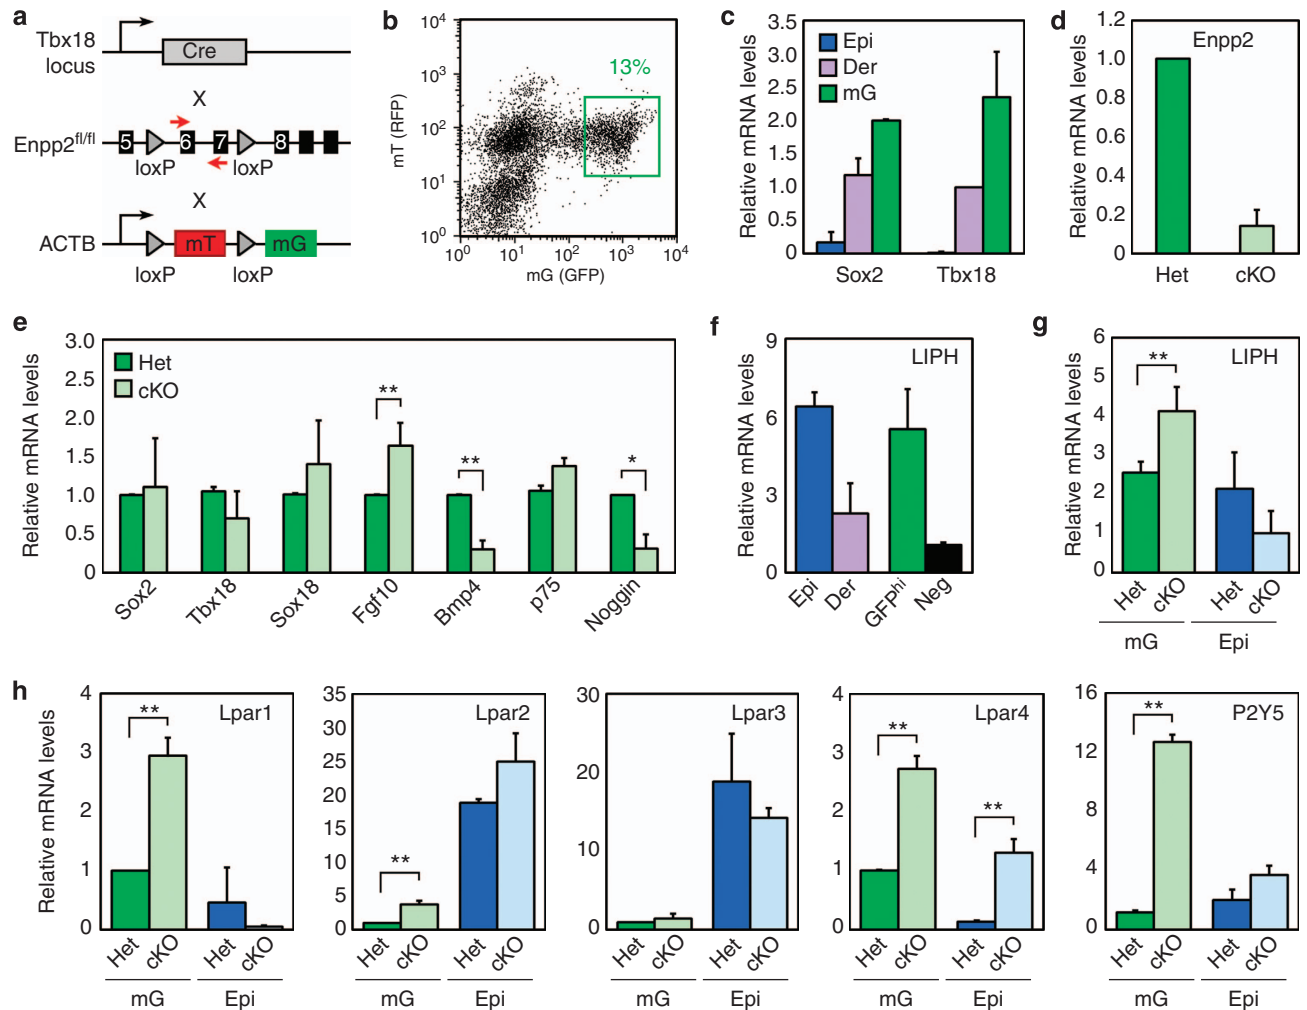 a
Tbx18
locus
Cre
X
Enpp2fl/fl
5 6 7 8
loxP loxP
X
ACTB
mT mG
loxP loxP
b
10⁴
10³
10²
10¹
10⁰
mT (RFP)
13%
10⁰ 10¹ 10² 10³ 10⁴
mG (GFP)
c
Relative mRNA levels
3.5
3.0
2.5
2.0
1.5
1.0
0.5
0
Epi
Der
mG
Sox2 Tbx18
d
Relative mRNA levels
1.2
1.0
0.8
0.6
0.4
0.2
0
Enpp2
Het cKO
e
Relative mRNA levels
3.0
2.5
2.0
1.5
1.0
0.5
0
Het
cKO
** ** *
Sox2 Tbx18 Sox18 Fgf10 Bmp4 p75 Noggin
f
Relative mRNA levels
9
6
3
0
LIPH
Epi Der GFPhi Neg
g
Relative mRNA levels
6
5
4
3
2
1
0
LIPH
**
Het cKO Het cKO
mG Epi
h
Relative mRNA levels
4
3
2
1
0
Lpar1
**
Het cKO Het cKO
mG Epi
35
30
25
20
15
10
5
0
Lpar2
**
Het cKO Het cKO
mG Epi
30
20
10
0
Lpar3
Het cKO Het cKO
mG Epi
4
3
2
1
0
Lpar4
**
**
Het cKO Het cKO
mG Epi
16
12
8
4
0
P2Y5
**
Het cKO Het cKO
mG Epi